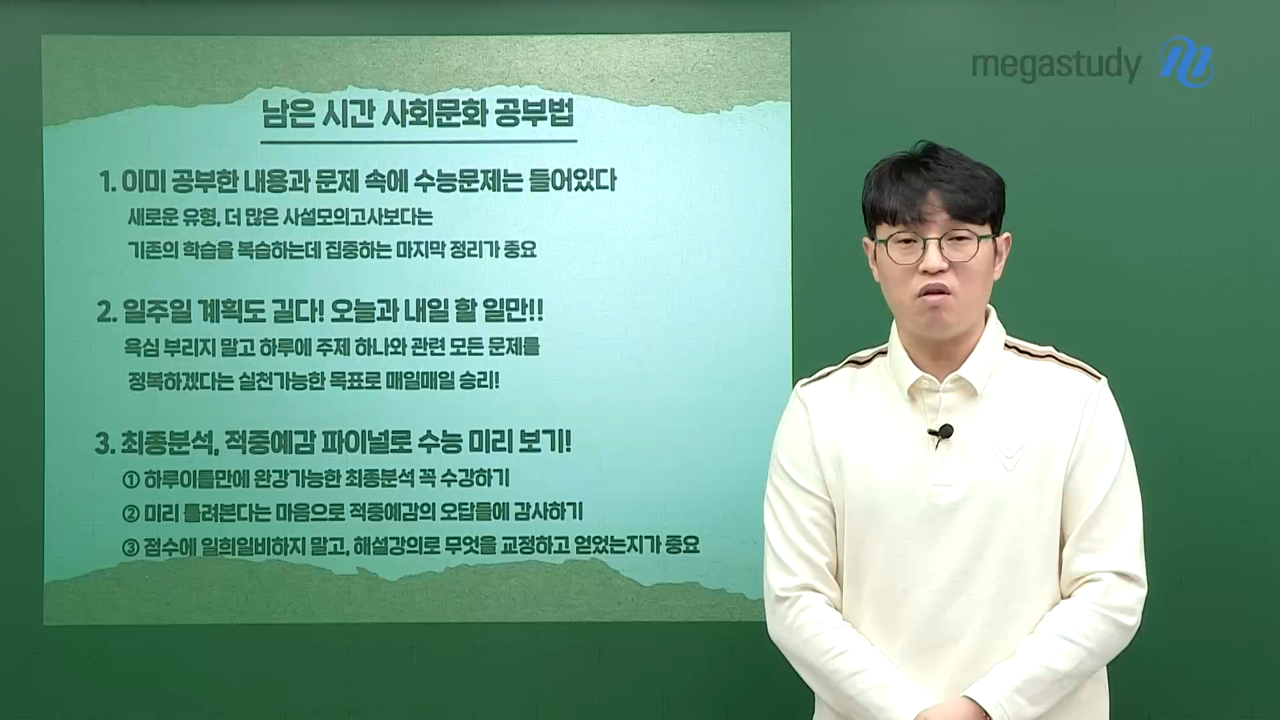 megastudy
남은 시간 사회문화 공부법
1. 이미 공부한 내용과 문제 속에 수능문제는 들어있다
새로운 유형, 더 많은 사설모의고사보다는
기존의 학습을 복습하는데 집중하는 마지막 정리가 중요
2. 일주일 계획도 길다! 오늘과 내일 할 일만!!
욕심 부리지 말고 하루에 주제 하나와 관련 모든 문제를
정복하겠다는 실천가능한 목표로 매일매일 승리!
3. 최종분석, 적중예감 파이널로 수능 미리 보기!
① 하루이틀만에 완강가능한 최종분석 꼭 수강하기
② 미리 틀려본다는 마음으로 적중예감의 오답들에 감사하기
③ 점수에 일희일비하지 말고, 해설강의로 무엇을 교정하고 얻었는지가 중요